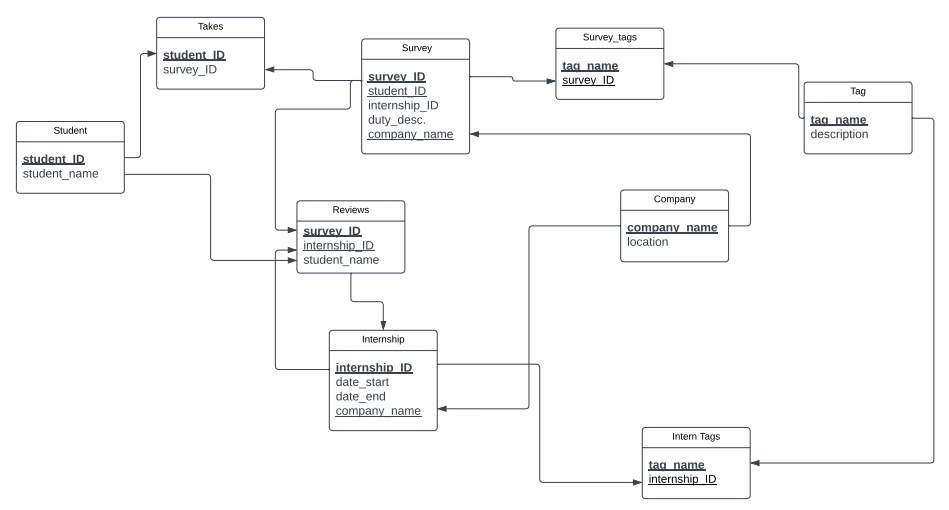 Takes
student_ID
survey_ID
Survey
survey_ID
student_ID
internship_ID
duty_desc.
company_name
Survey_tags
tag_name
survey_ID
Tag
tag_name
description
Student
student_ID
student_name
Reviews
survey_ID
internship_ID
student_name
Company
company_name
location
Internship
internship_ID
date_start
date_end
company_name
Intern Tags
tag_name
internship_ID